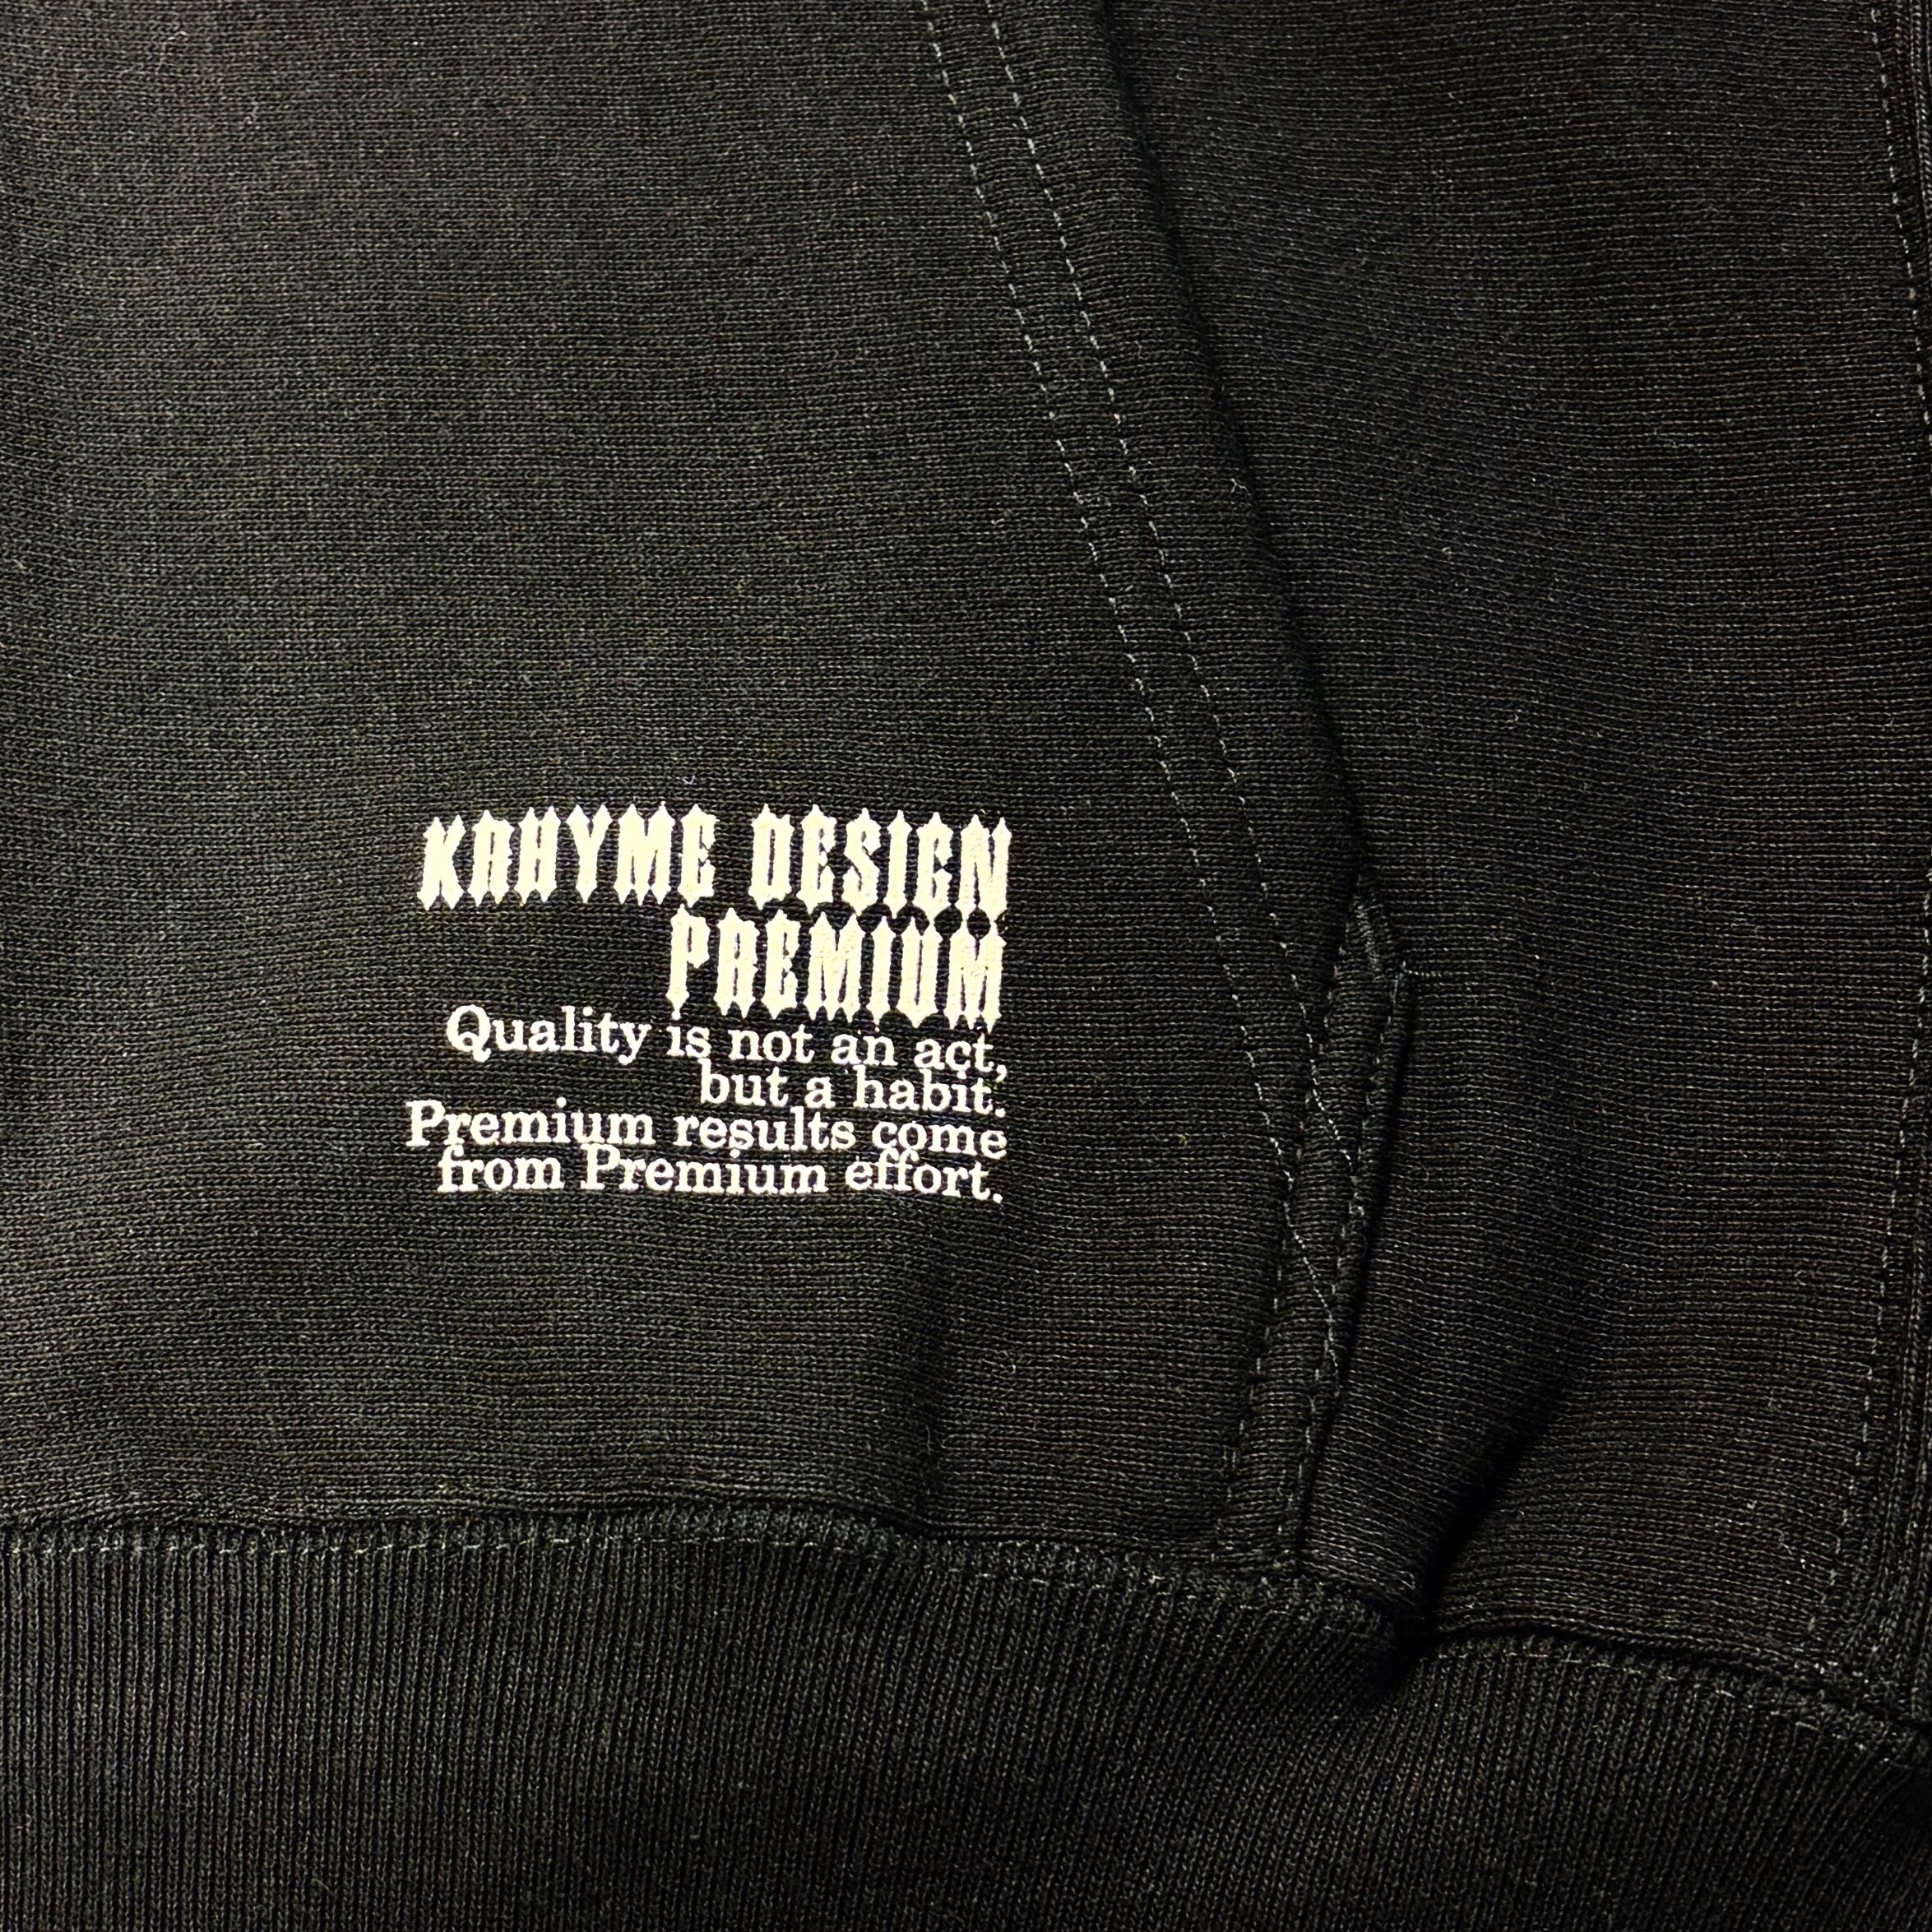 KRHYME DESIGN
PREMIUM
Quality is not an act,
but a habit.
Premium results come
from Premium effort.